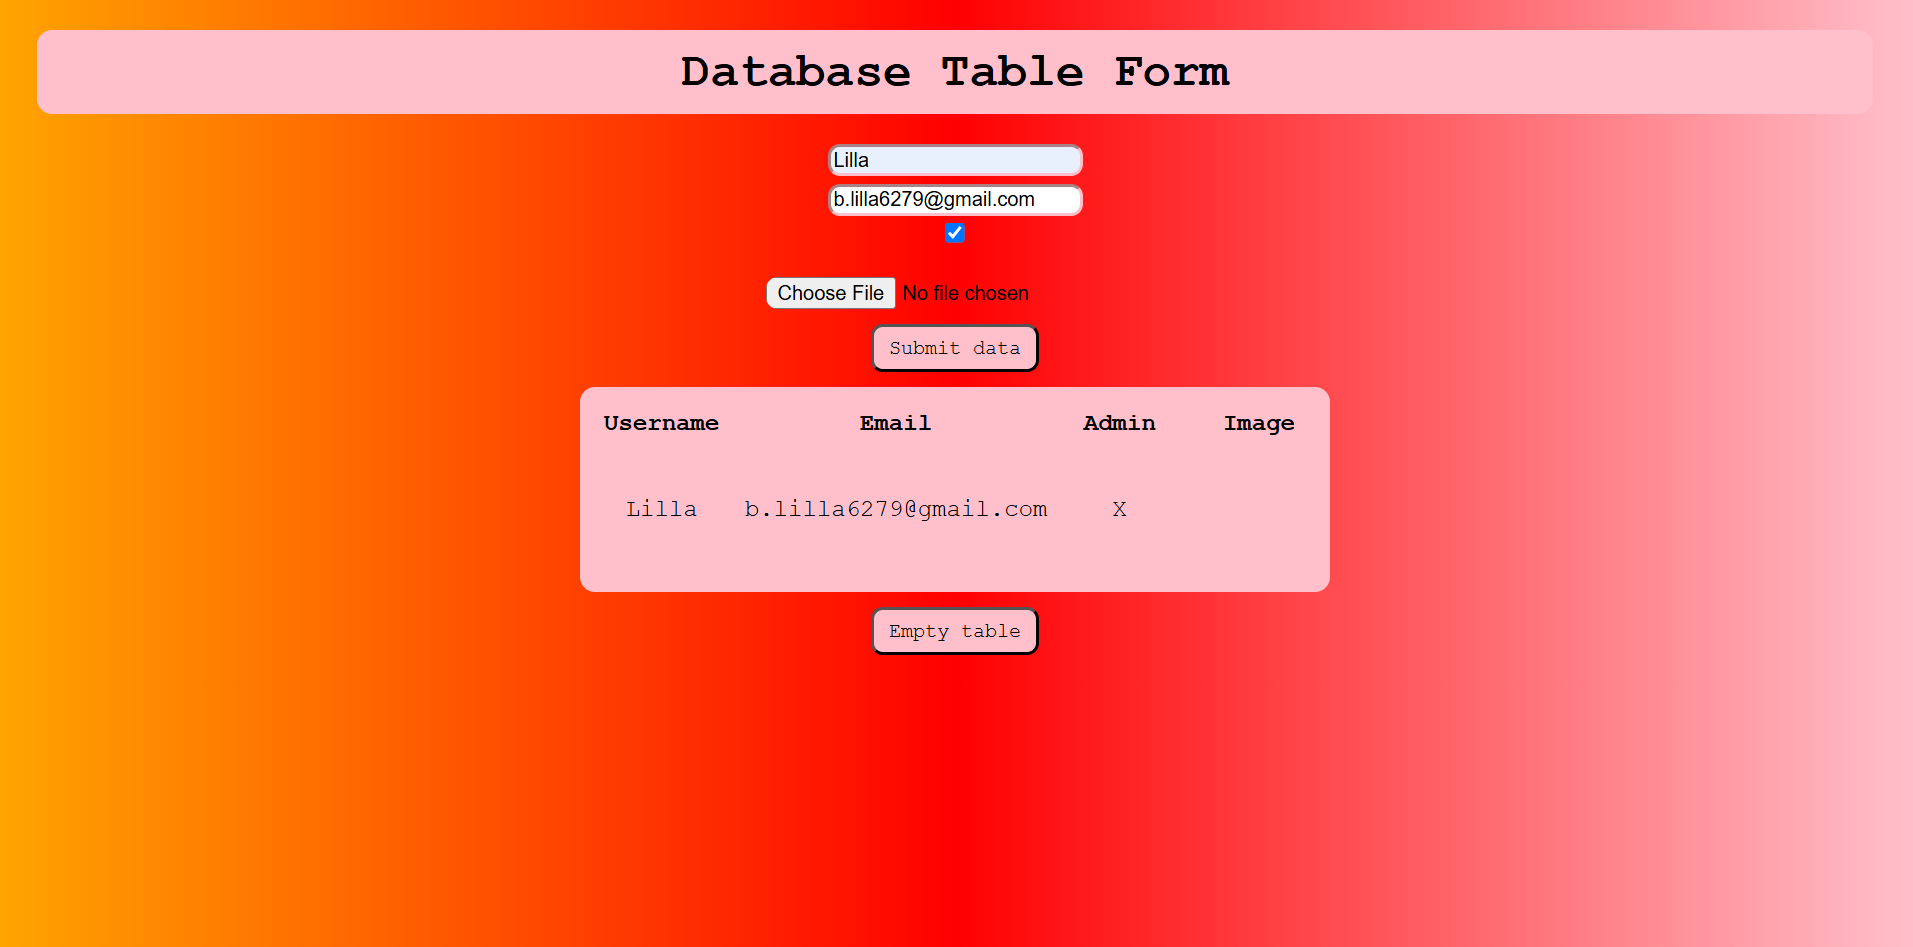 Database Table Form
Lilla
b.lilla6279@gmail.com
Choose File No file chosen
Submit data
Username Email Admin Image
Lilla b.lilla6279@gmail.com X
Empty table